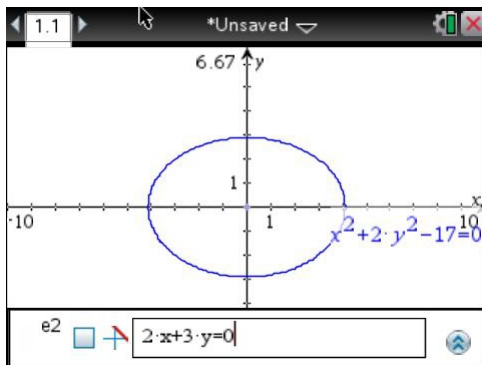 1.1 *Unsaved
6.67 y
1
x
-10 1 10
x²+2·y²−17=0
e2 2·x+3·y=0